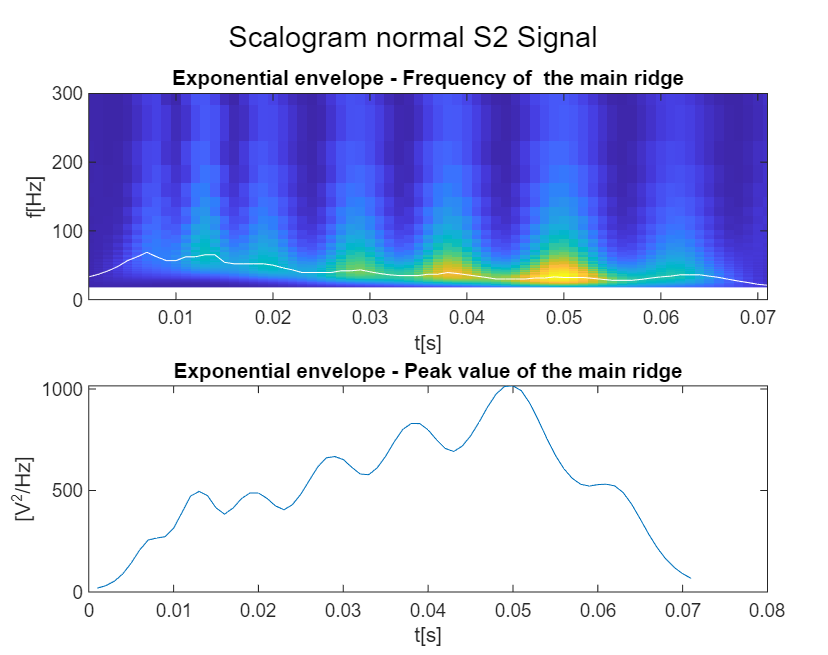 Scalogram normal S2 Signal
Exponential envelope - Frequency of  the main ridge
300
200
100
0
f[Hz]
0.01 0.02 0.03 0.04 0.05 0.06 0.07
t[s]
Exponential envelope - Peak value of the main ridge
1000
500
0
[V²/Hz]
0 0.01 0.02 0.03 0.04 0.05 0.06 0.07 0.08
t[s]